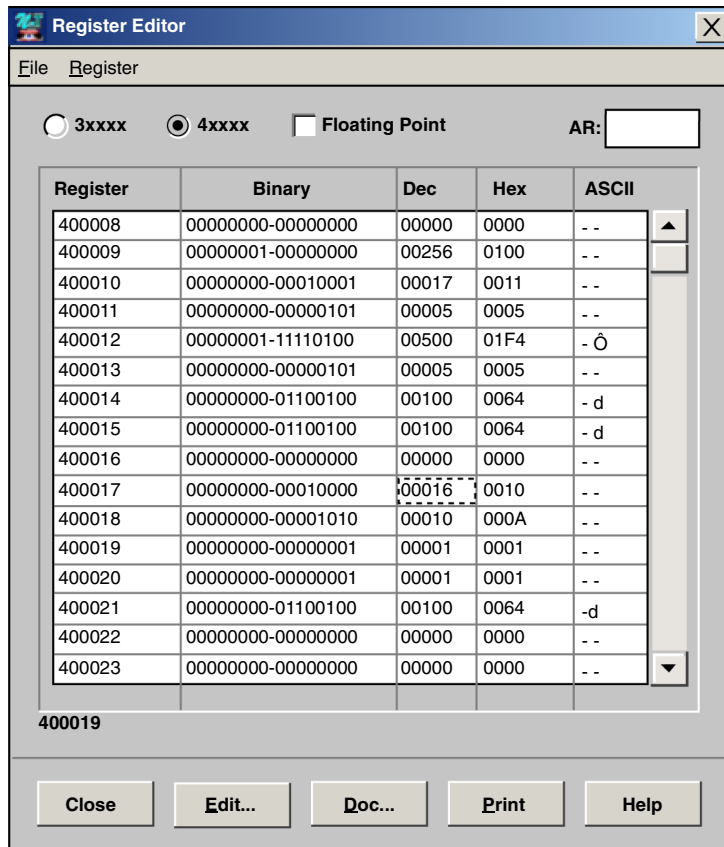 Register Editor
X
File Register
3xxxx 4xxxx Floating Point AR:
Register Binary Dec Hex ASCII
400008 00000000-00000000 00000 0000 - -
400009 00000001-00000000 00256 0100 - -
400010 00000000-00010001 00017 0011 - -
400011 00000000-00000101 00005 0005 - -
400012 00000001-11110100 00500 01F4 - Ô
400013 00000000-00000101 00005 0005 - -
400014 00000000-01100100 00100 0064 - d
400015 00000000-01100100 00100 0064 - d
400016 00000000-00000000 00000 0000 - -
400017 00000000-00010000 00016 0010 - -
400018 00000000-00001010 00010 000A - -
400019 00000000-00000001 00001 0001 - -
400020 00000000-00000001 00001 0001 - -
400021 00000000-01100100 00100 0064 -d
400022 00000000-00000000 00000 0000 - -
400023 00000000-00000000 00000 0000 - -
400019
Close Edit... Doc... Print Help